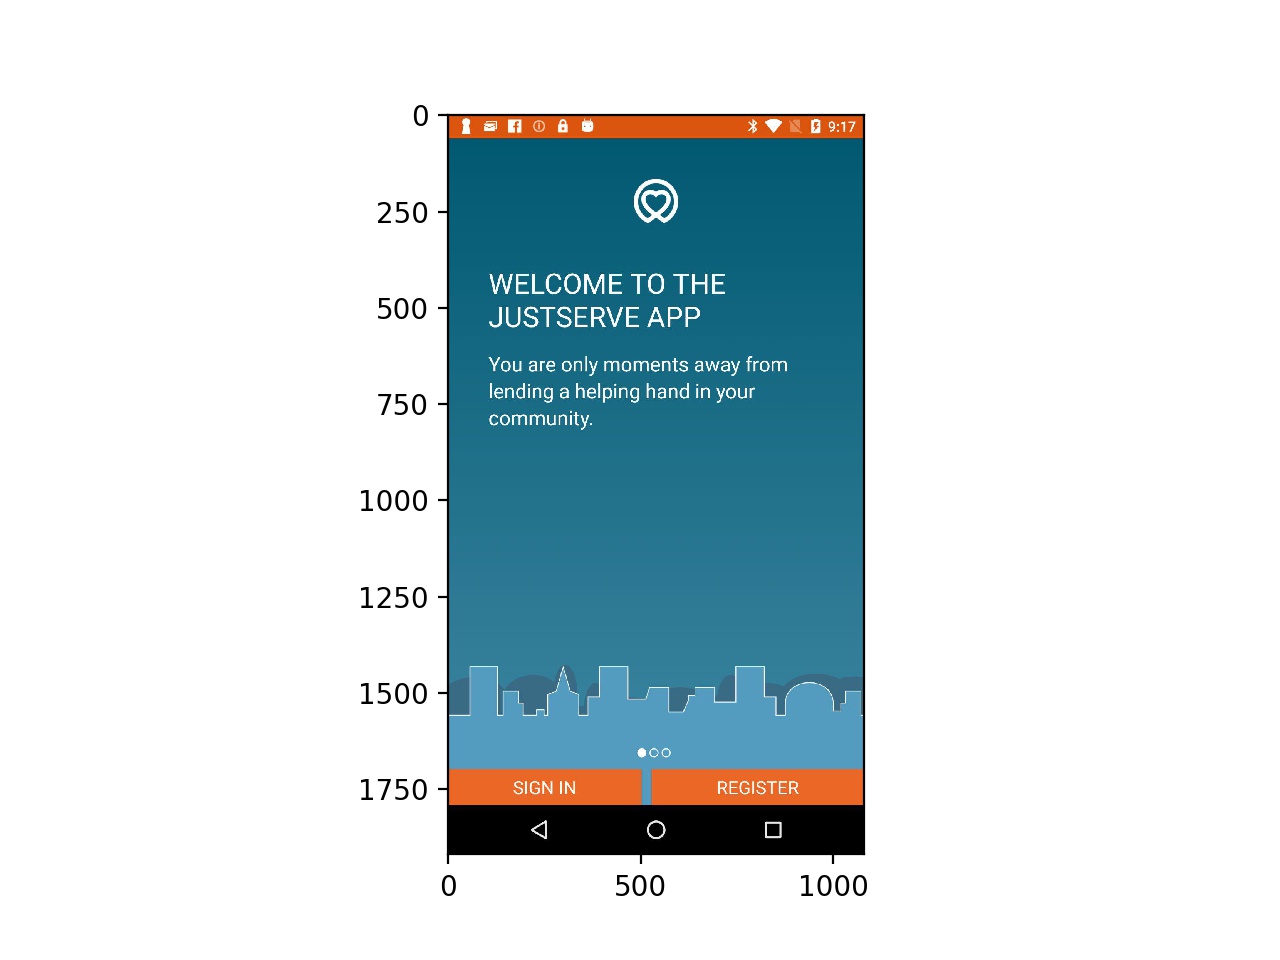 0
9:17
250
WELCOME TO THE
500
JUSTSERVE APP
You are only moments away from
750
lending a helping hand in your
community.
1000
1250
1500
1750
SIGN IN
REGISTER
0
500
1000